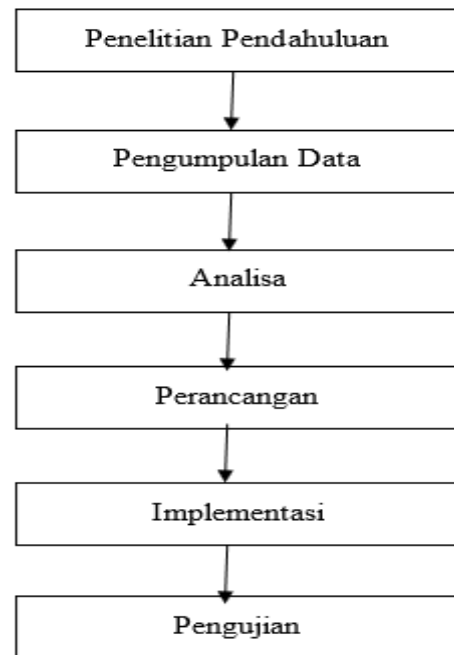 Penelitian Pendahuluan
Pengumpulan Data
Analisa
Perancangan
Implementasi
Pengujian